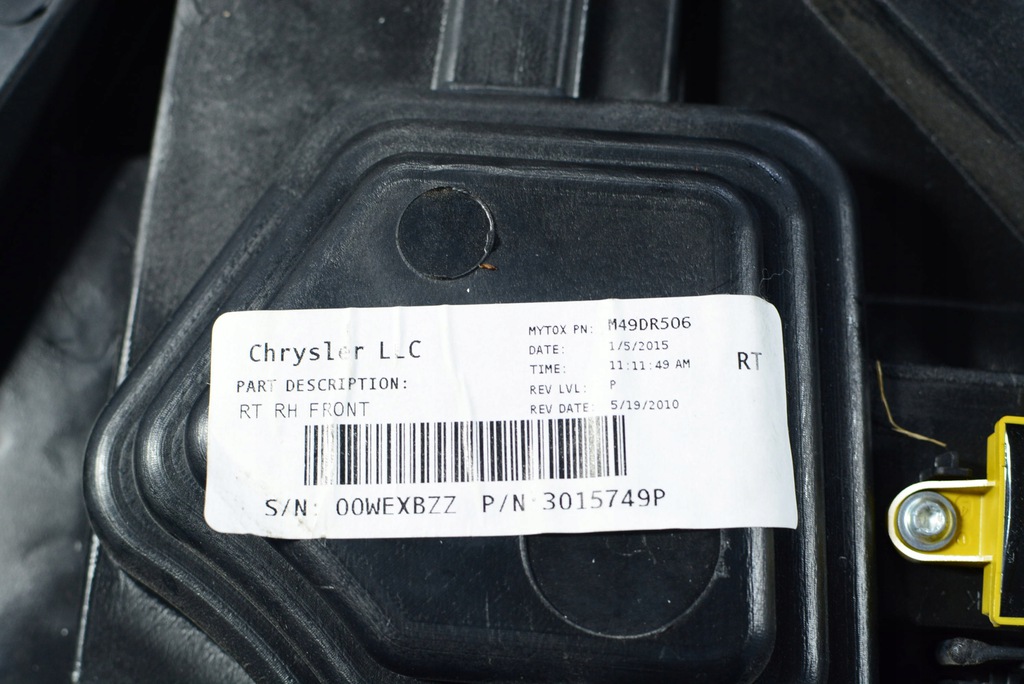 Chrysler LLC
PART DESCRIPTION:
RT RH FRONT
MYTOX PN: M49DR506
DATE: 1/5/2015
TIME: 11:11:49 AM
REV LVL: P
REV DATE: 5/19/2010
RT
S/N: 00WEXBZZ P/N 3015749P